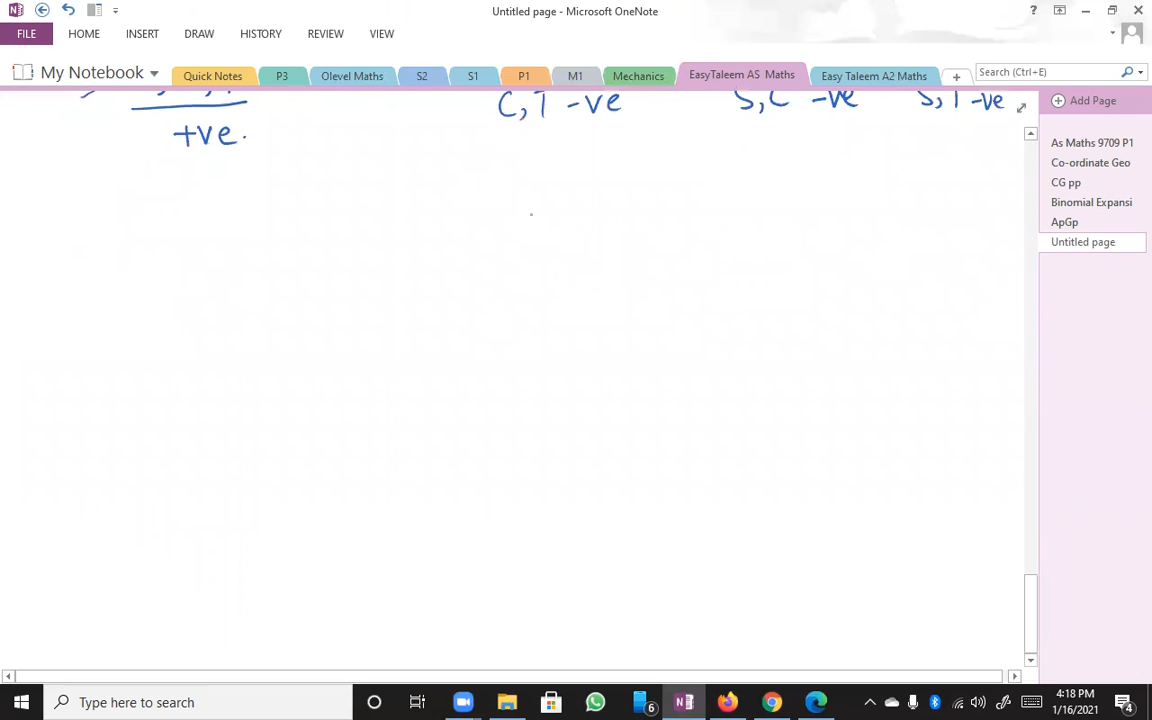 Untitled page - Microsoft OneNote
FILE HOME INSERT DRAW HISTORY REVIEW VIEW
My Notebook Quick Notes P3 Olevel Maths S2 S1 P1 M1 Mechanics EasyTaleem AS Maths Easy Taleem A2 Maths Search (Ctrl+E)
Add Page
C, T -ve S, C -ve S, T -ve
+ve.
As Maths 9709 P1
Co-ordinate Geo
CG pp
Binomial Expansi
ApGp
Untitled page
Type here to search
6
4:18 PM
1/16/2021
4